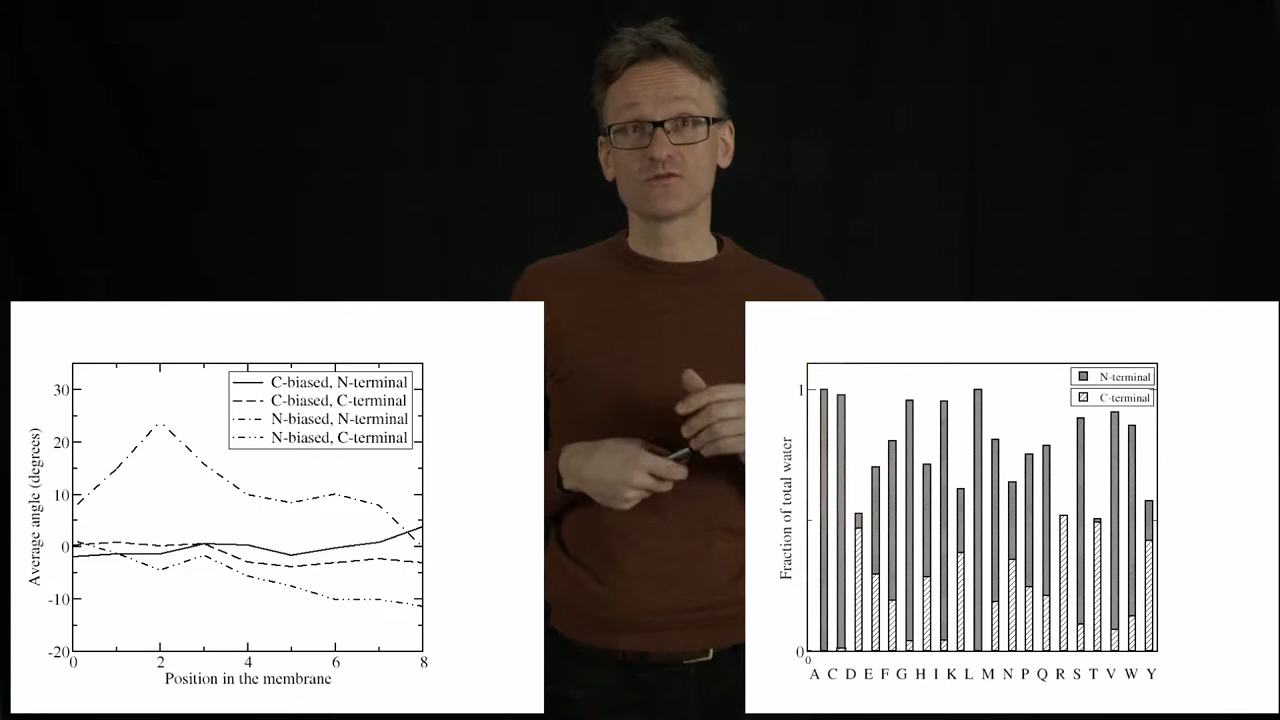 C-biased, N-terminal
C-biased, C-terminal
N-biased, N-terminal
N-biased, C-terminal
30
20
10
0
-10
-20
0 2 4 6 8
Average angle (degrees)
Position in the membrane
N-terminal
C-terminal
1
0
0
Fraction of total water
A C D E F G H I K L M N P Q R S T V W Y